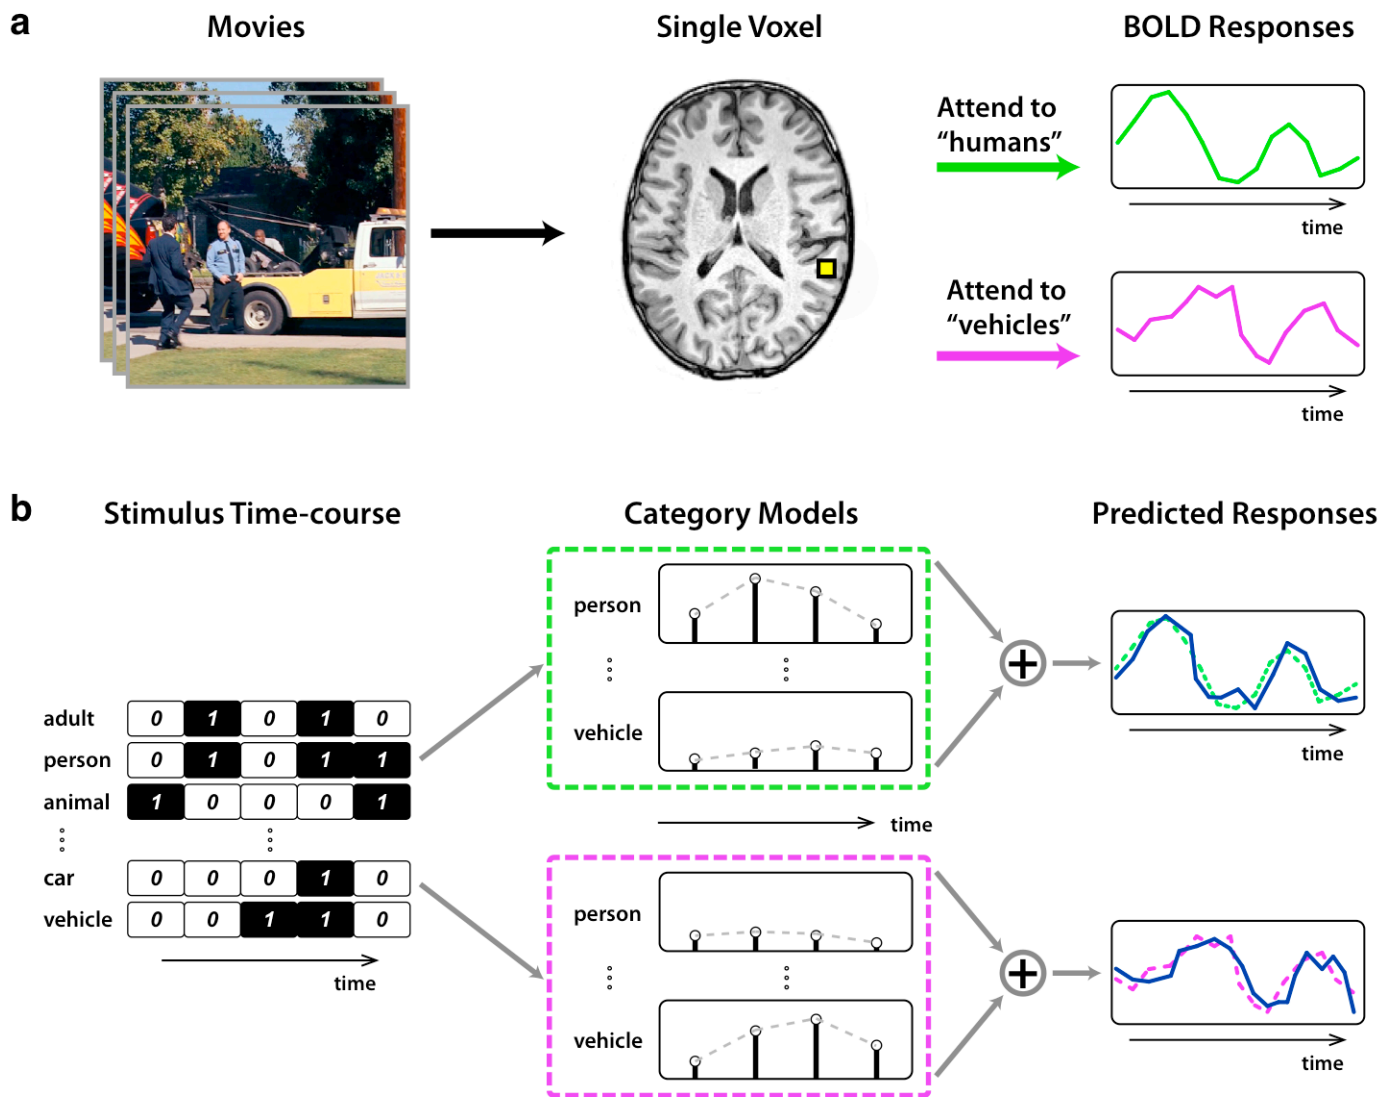 a
Movies
Single Voxel
BOLD Responses
Attend to
“humans”
time
Attend to
“vehicles”
time
b
Stimulus Time-course
Category Models
Predicted Responses
adult 0 1 0 1 0
person 0 1 0 1 1
animal 1 0 0 0 1
car 0 0 0 1 0
vehicle 0 0 1 1 0
time
person
vehicle
time
person
vehicle
+
time
+
time